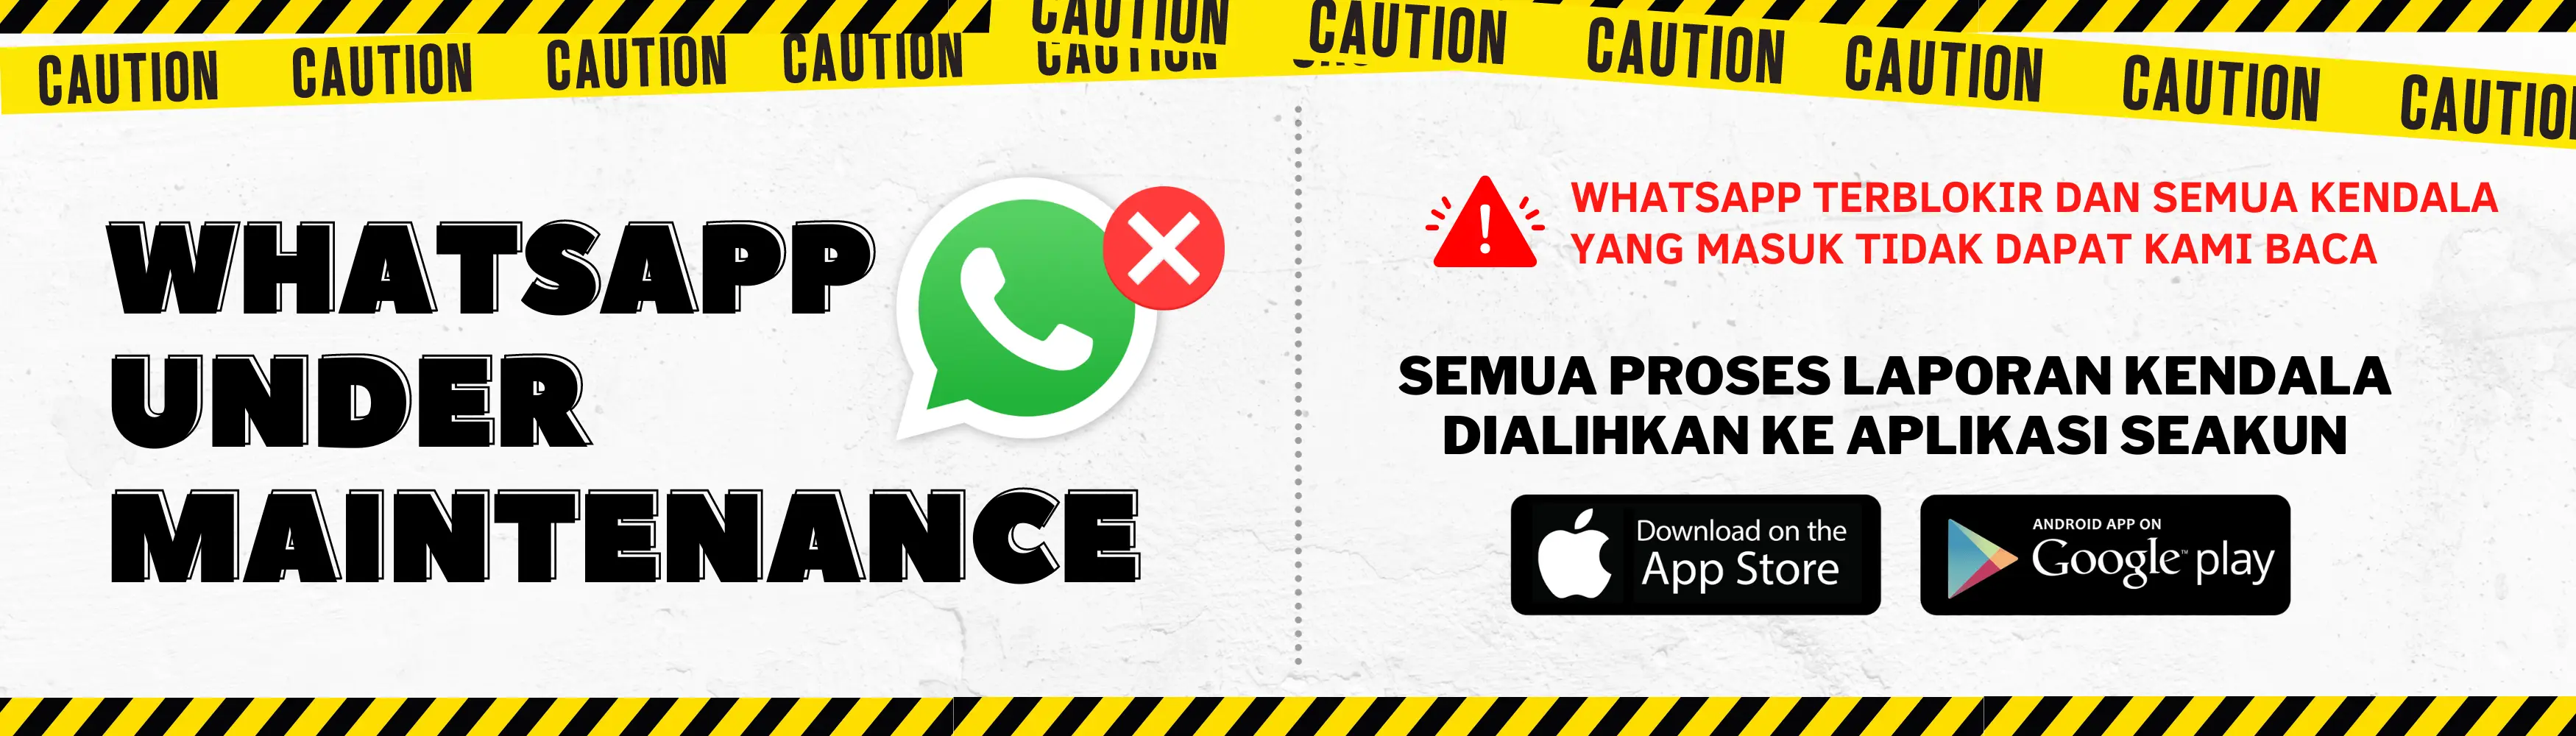 CAUTION CAUTION CAUTION CAUTION CAUTION CAUTION CAUTION CAUTION CAUTION
CAUTION
WHATSAPP
UNDER
MAINTENANCE
WHATSAPP TERBLOKIR DAN SEMUA KENDALA
YANG MASUK TIDAK DAPAT KAMI BACA
SEMUA PROSES LAPORAN KENDALA
DIALIHKAN KE APLIKASI SEAKUN
Download on the
App Store
ANDROID APP ON
Google™ play